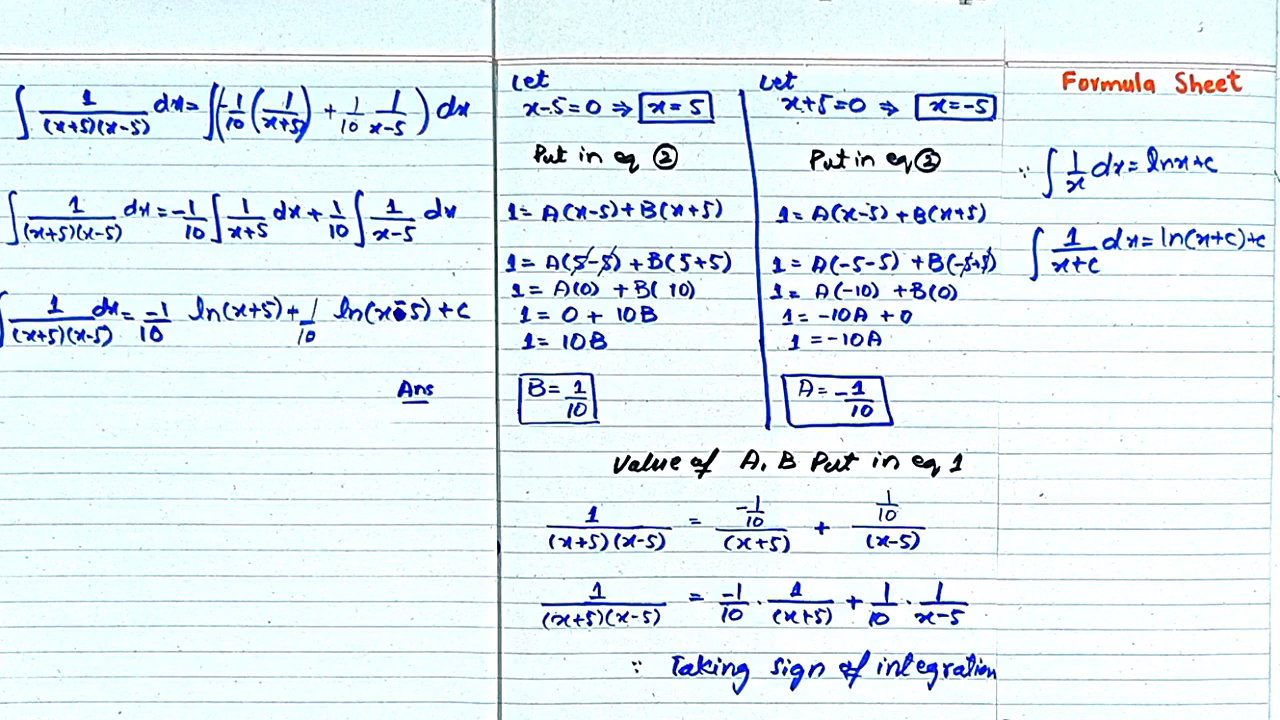 ∫ 1/((x+5)(x-5)) dx = ∫(-1/10 (1/(x+5)) + 1/10 1/(x-5)) dx
∫ 1/((x+5)(x-5)) dx = -1/10 ∫ 1/(x+5) dx + 1/10 ∫ 1/(x-5) dx
∫ 1/((x+5)(x-5)) dx = -1/10 ln(x+5) + 1/10 ln(x-5) + c
Ans
Let
x-5=0 ⇒ x=5
Put in eq ②
1 = A(x-5) + B(x+5)
1 = A(5-5) + B(5+5)
1 = A(0) + B(10)
1 = 0 + 10B
1 = 10B
B = 1/10
Let
x+5=0 ⇒ x=-5
Put in eq ②
1 = A(x-5) + B(x+5)
1 = A(-5-5) + B(-5+5)
1 = A(-10) + B(0)
1 = -10A + 0
1 = -10A
A = -1/10
Value of A, B Put in eq 1
1/((x+5)(x-5)) = (-1/10)/(x+5) + (1/10)/(x-5)
1/((x+5)(x-5)) = -1/10 · 1/(x+5) + 1/10 · 1/(x-5)
∵ Taking sign of integration
Formula Sheet
∵ ∫ 1/x dx = lnx+c
∫ 1/(x+c) dx = ln(x+c)+c